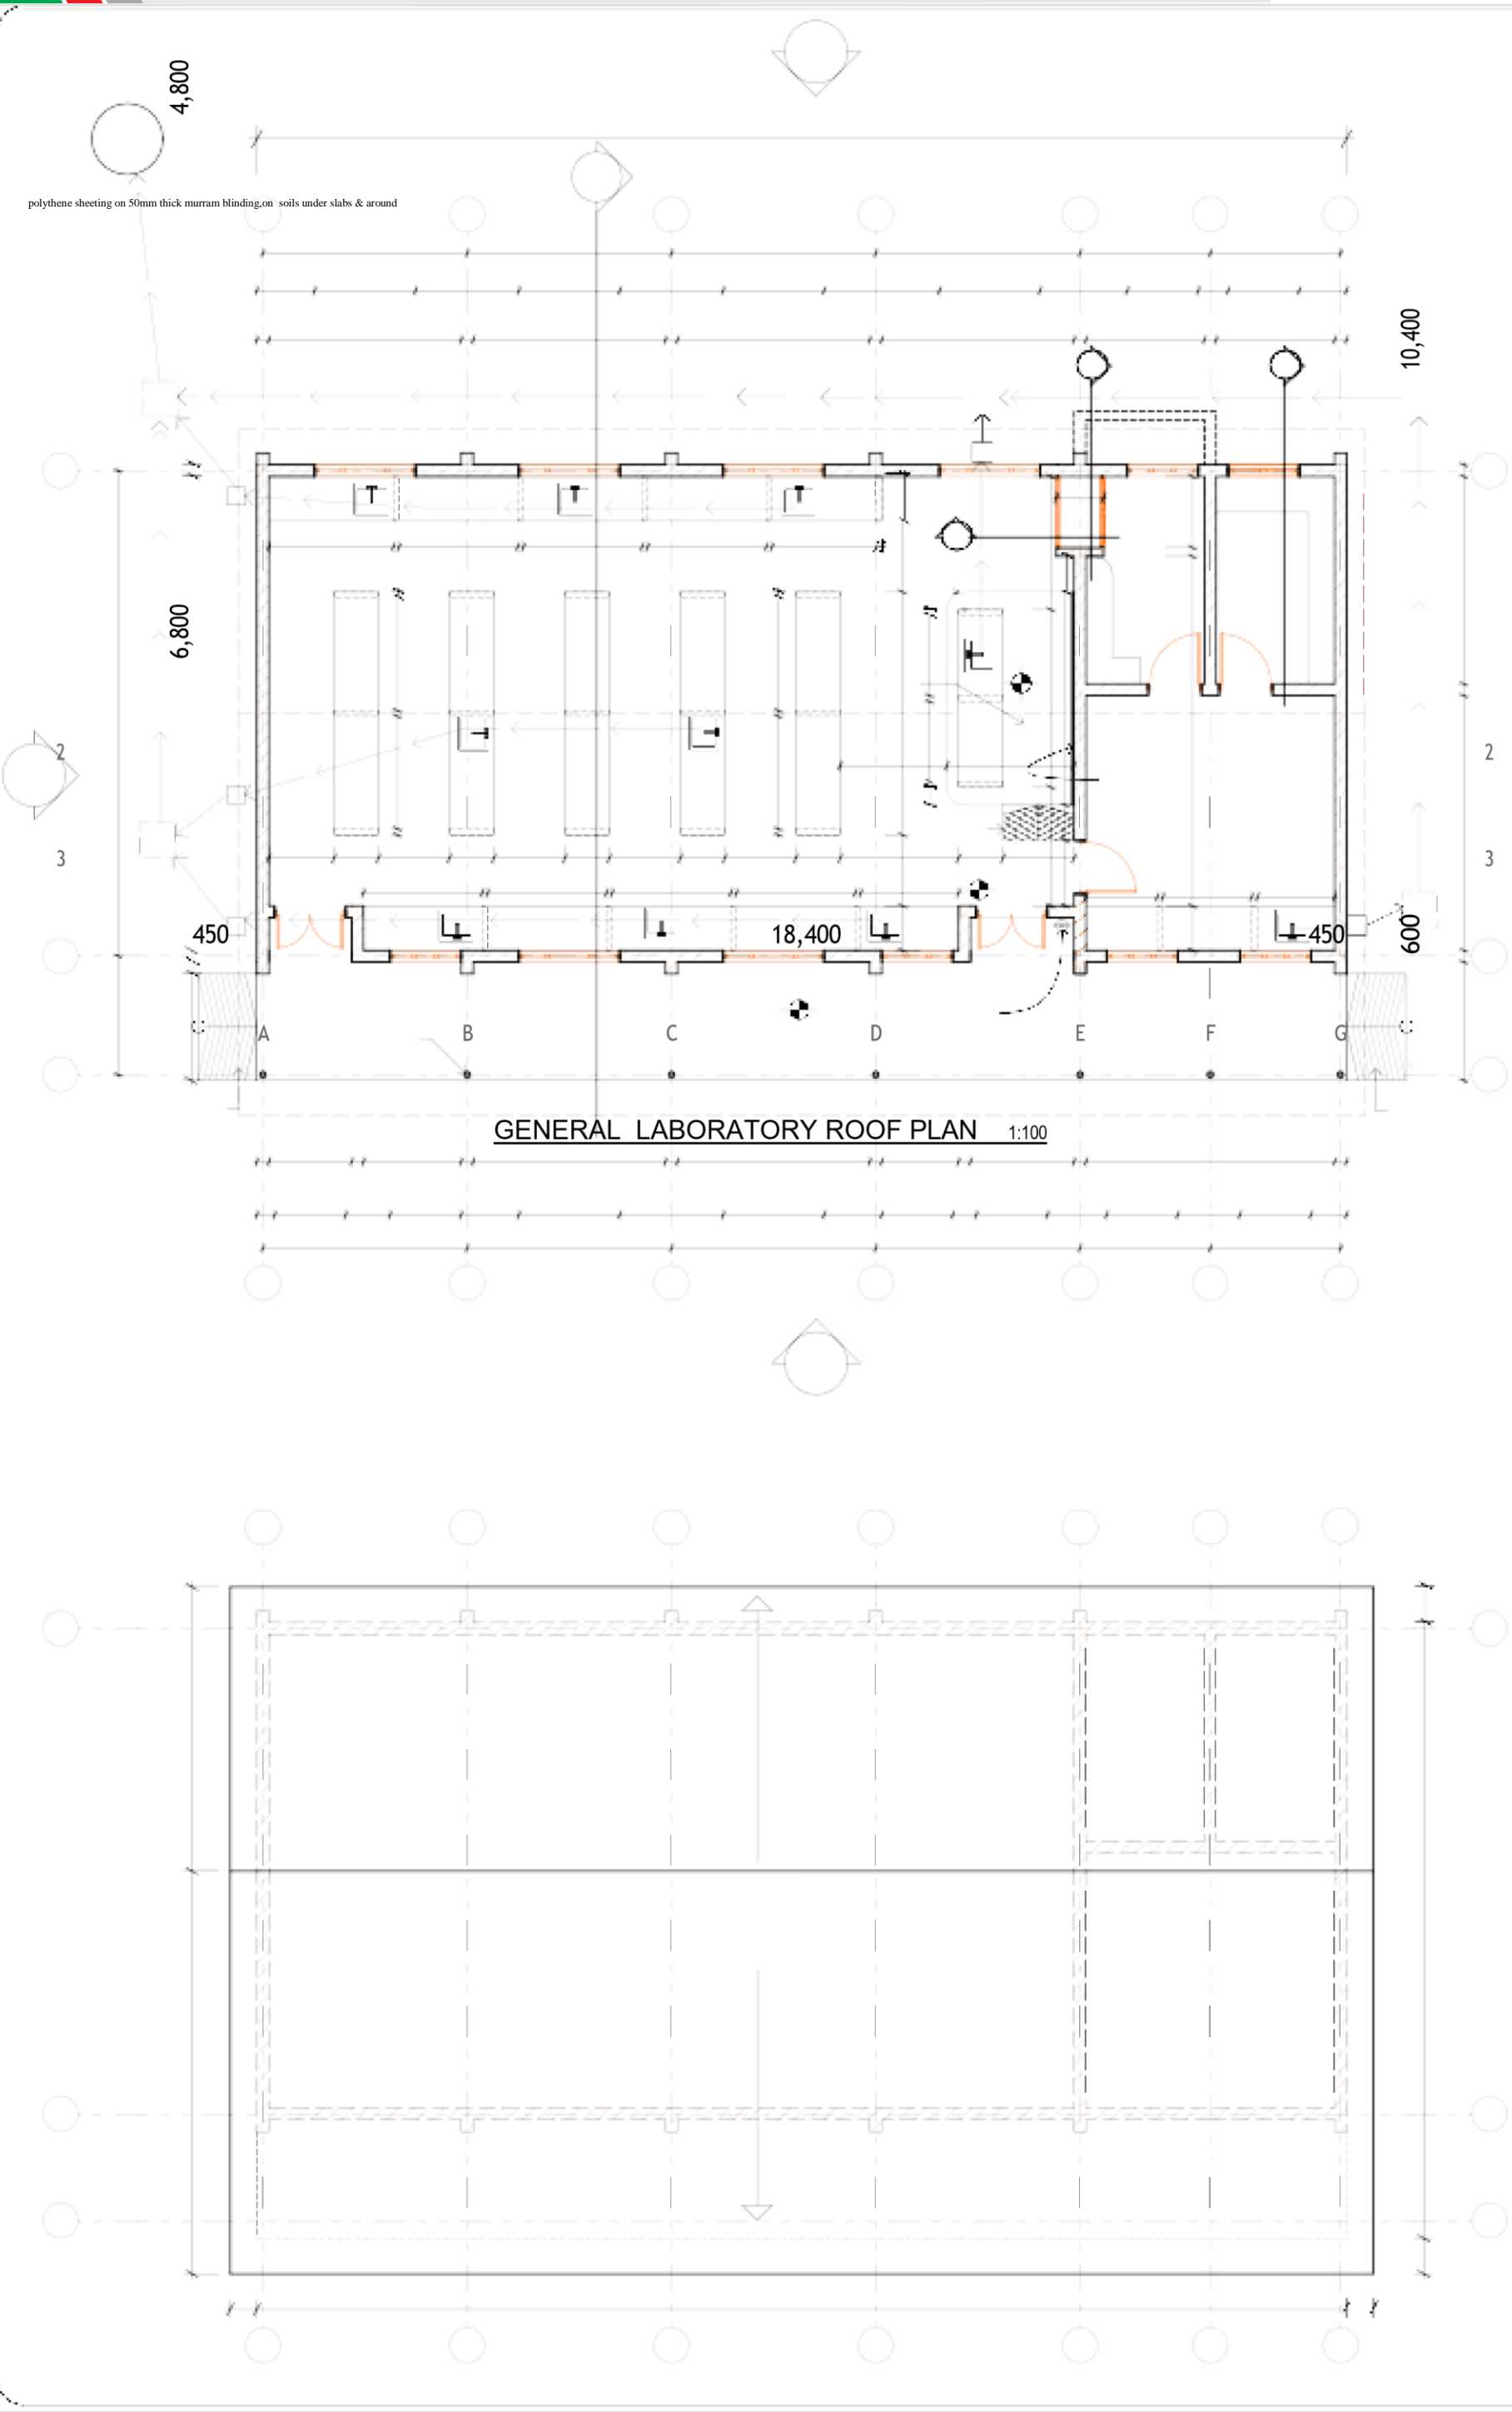 4,800
polythene sheeting on 50mm thick murram blinding,on soils under slabs & around
10,400
6,800
2
2
3
3
450
18,400
450
600
A
B
C
D
E
F
G
GENERAL LABORATORY ROOF PLAN 1:100